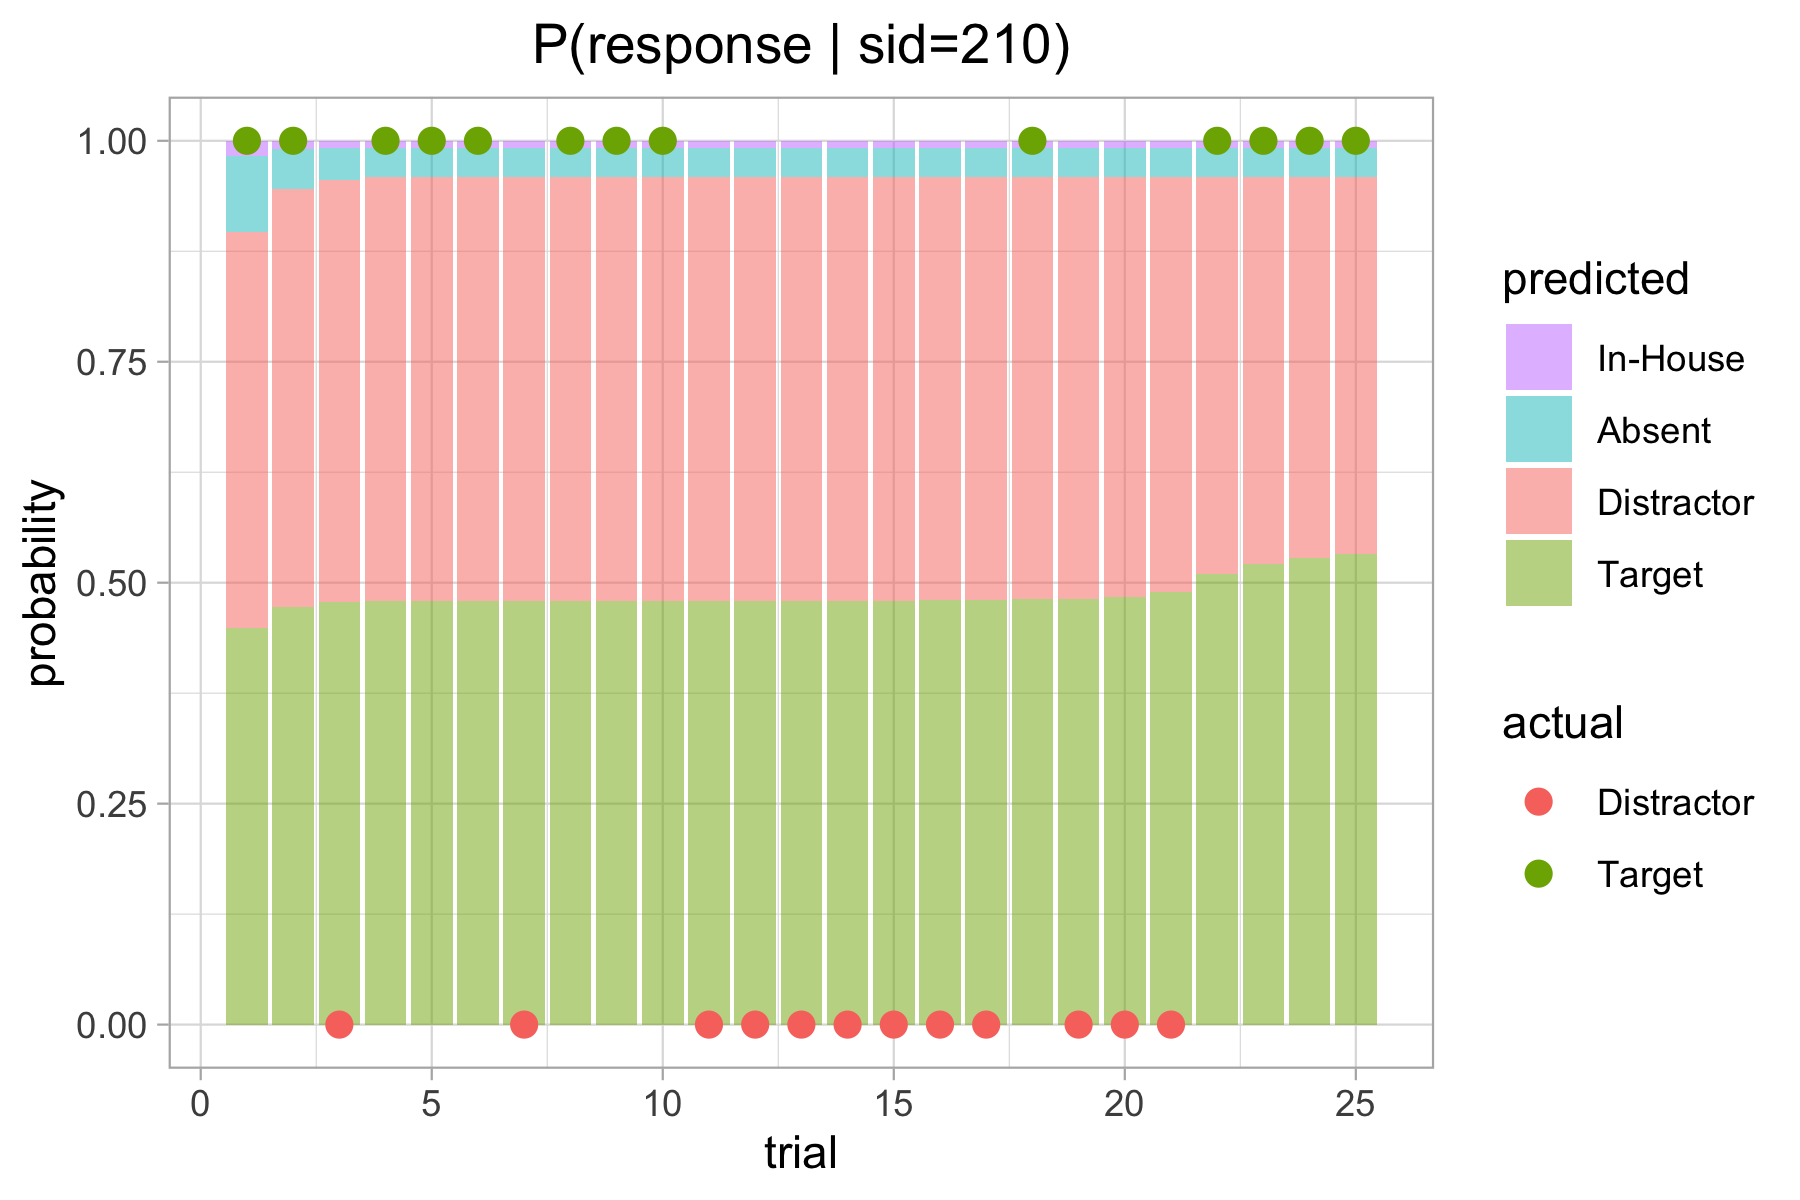 P(response | sid=210)
1.00
0.75
0.50
0.25
0.00
probability
0 5 10 15 20 25
trial
predicted
In-House
Absent
Distractor
Target
actual
Distractor
Target